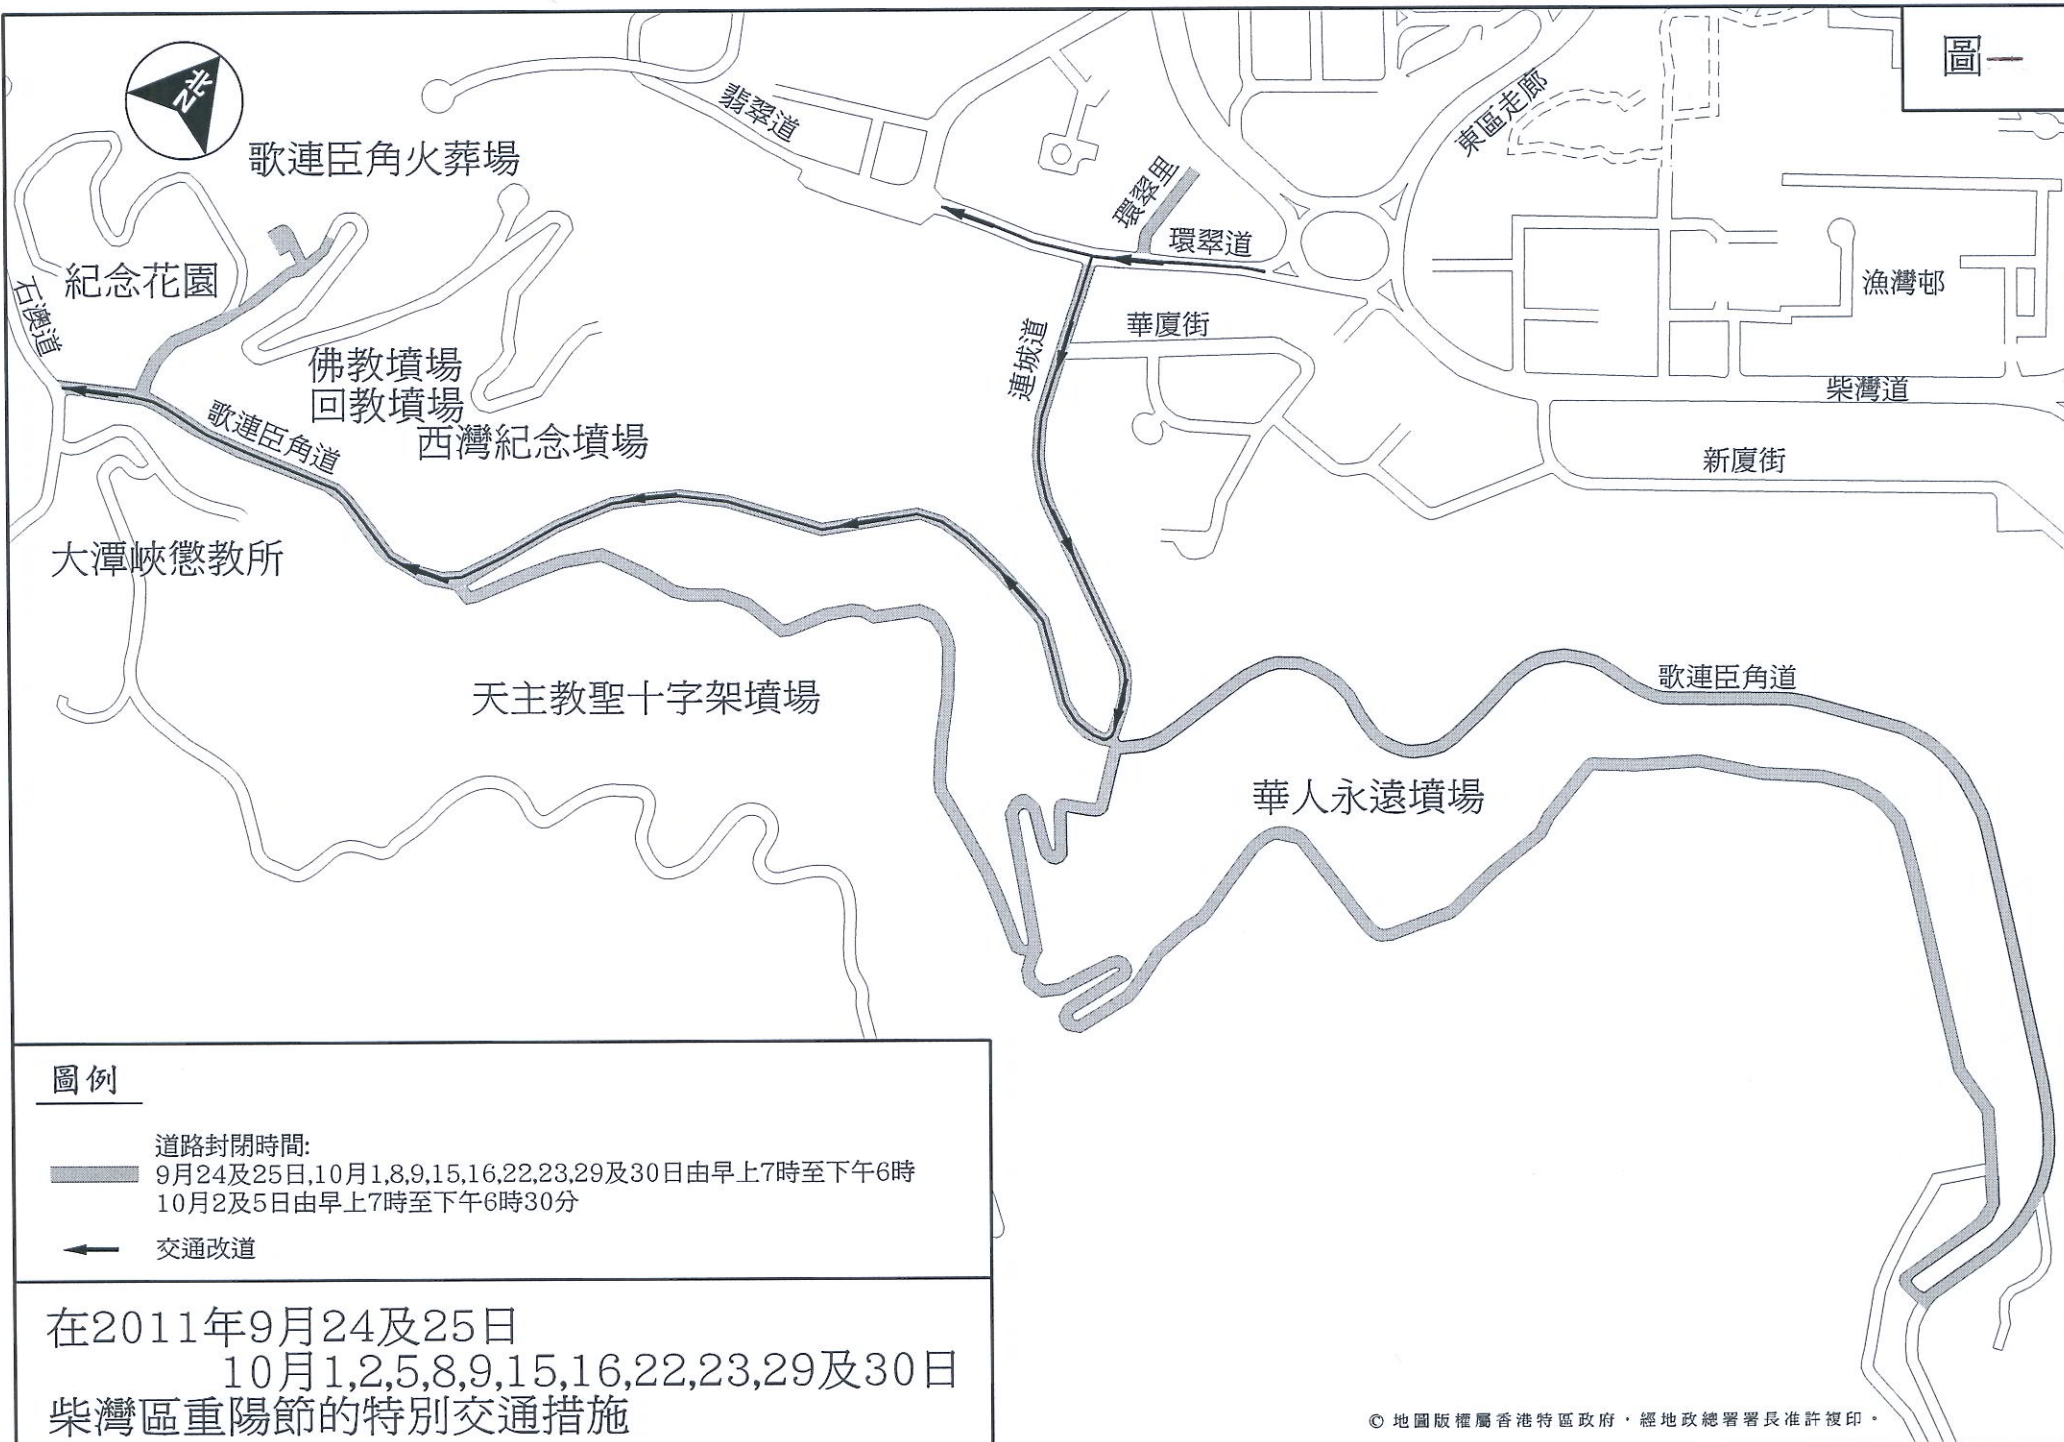 圖一
北
N
歌連臣角火葬場
翡翠道
東區走廊
環翠里
環翠道
紀念花園
石澳道
漁灣邨
華廈街
連城道
佛教墳場
回教墳場
西灣紀念墳場
柴灣道
歌連臣角道
新廈街
大潭峽懲教所
天主教聖十字架墳場
歌連臣角道
華人永遠墳場
圖例
道路封閉時間:
9月24及25日,10月1,8,9,15,16,22,23,29及30日由早上7時至下午6時
10月2及5日由早上7時至下午6時30分
交通改道
在2011年9月24及25日
10月1,2,5,8,9,15,16,22,23,29及30日
柴灣區重陽節的特別交通措施
© 地圖版權屬香港特區政府，經地政總署署長准許複印。